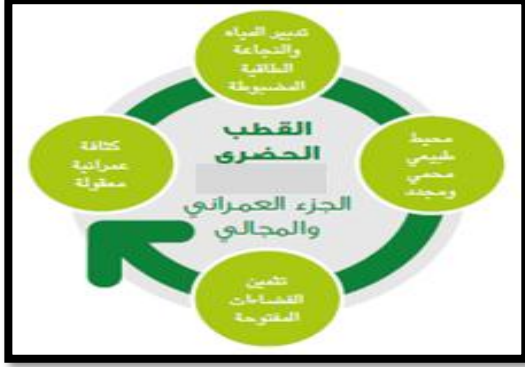 تدبير المياه
والنجاعة
الطاقية
المضبوطة
محيط
طبيعي
محمي
ومجدد
تثمين
الفضاءات
المفتوحة
كثافة
عمرانية
معقولة
القطب
الحضري
الجزء العمراني
والمجالي